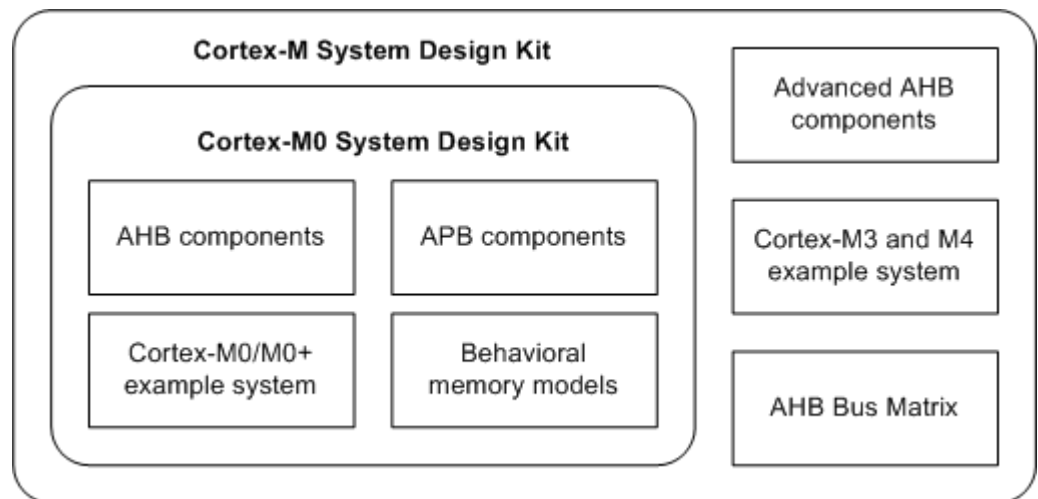 Cortex-M System Design Kit
Cortex-M0 System Design Kit
AHB components
APB components
Cortex-M0/M0+
example system
Behavioral
memory models
Advanced AHB
components
Cortex-M3 and M4
example system
AHB Bus Matrix